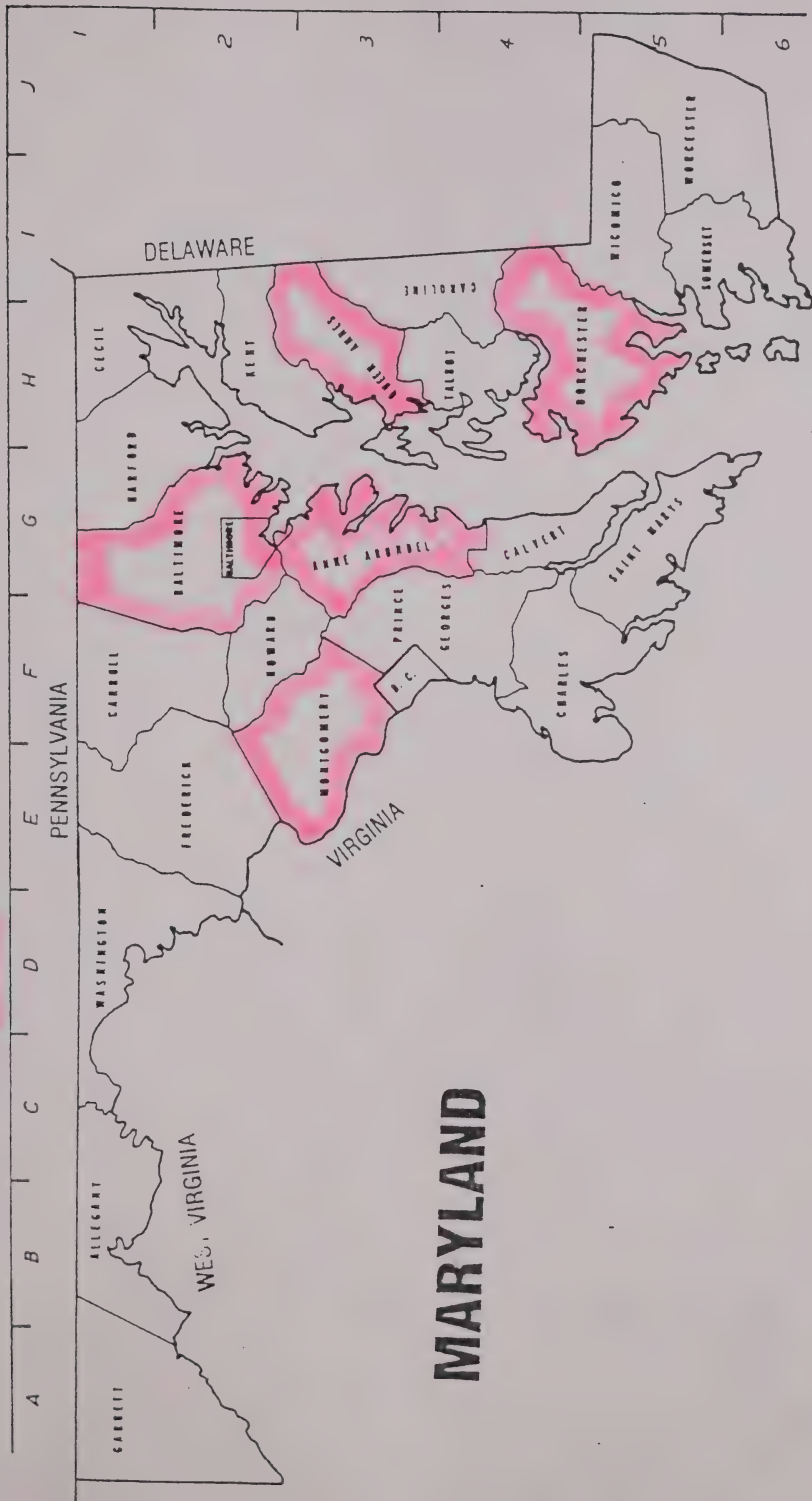 A B C D E F G H I J
1
2
3
4
5
6
PENNSYLVANIA
GARRETT
ALLEGANY
WASHINGTON
FREDERICK
CARROLL
BALTIMORE
BALTIMORE
HARFORD
CECIL
DELAWARE
WEST VIRGINIA
VIRGINIA
MONTGOMERY
HOWARD
KENT
ANNE ARUNDEL
QUEEN ANNES
CAROLINE
TALBOT
D.C.
PRINCE
GEORGES
CALVERT
CHARLES
SAINT MARYS
DORCHESTER
WICOMICO
WORCESTER
SOMERSET
MARYLAND